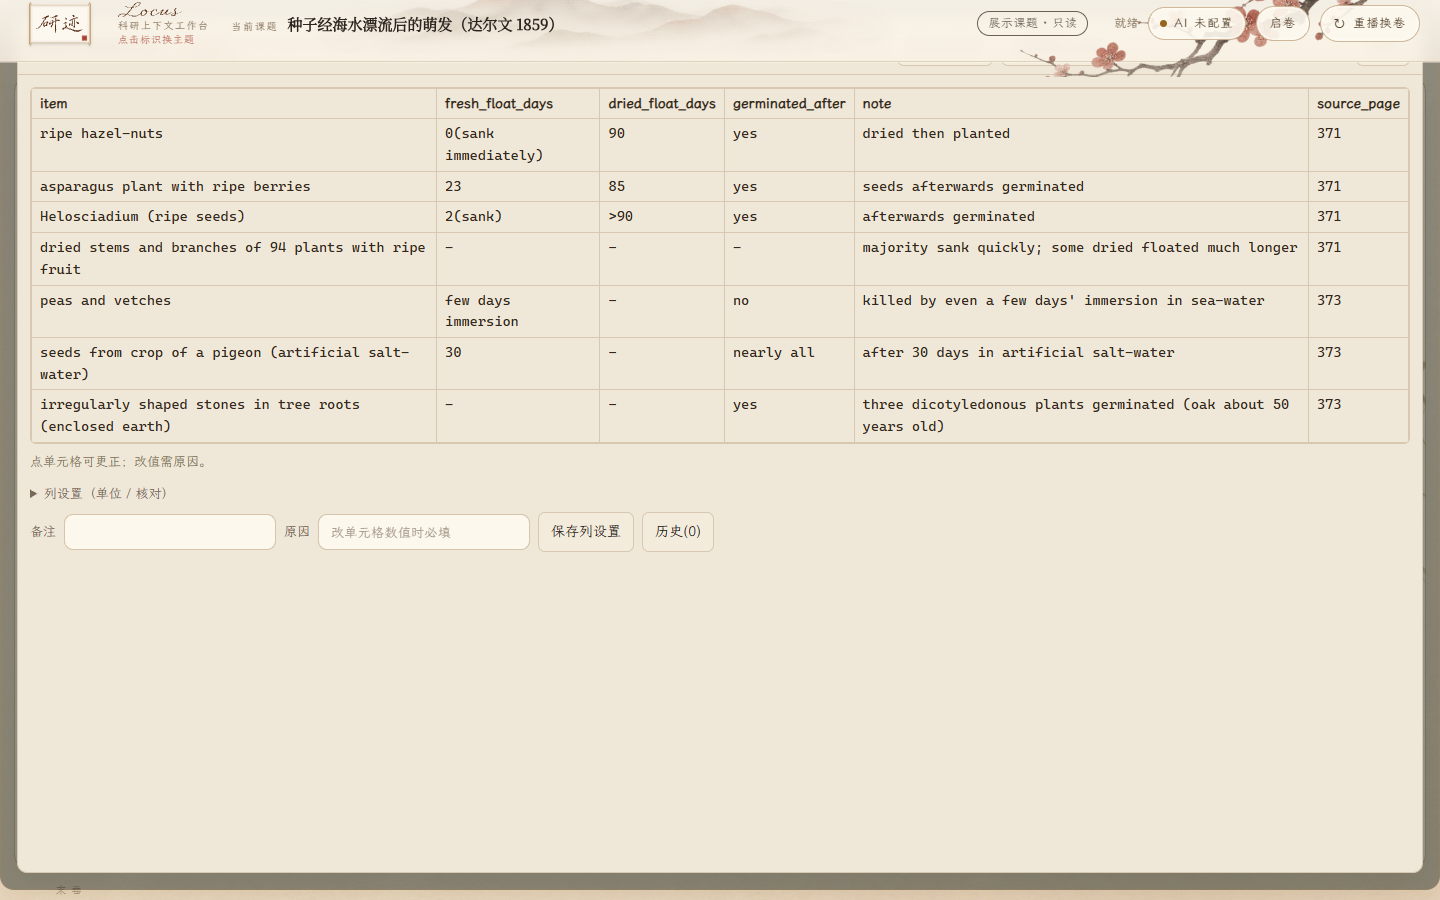 研迹
Locus
科研上下文工作台
点击标识换主题
当前课题 种子经海水漂流后的萌发（达尔文 1859）
展示课题・只读 就绪 AI 未配置 启卷 ↻ 重播换卷
item fresh_float_days dried_float_days germinated_after note source_page
ripe hazel-nuts 0(sank immediately) 90 yes dried then planted 371
asparagus plant with ripe berries 23 85 yes seeds afterwards germinated 371
Helosciadium (ripe seeds) 2(sank) >90 yes afterwards germinated 371
dried stems and branches of 94 plants with ripe fruit – – – majority sank quickly; some dried floated much longer 371
peas and vetches few days immersion – no killed by even a few days' immersion in sea-water 373
seeds from crop of a pigeon (artificial salt-water) 30 – nearly all after 30 days in artificial salt-water 373
irregularly shaped stones in tree roots (enclosed earth) – – yes three dicotyledonous plants germinated (oak about 50 years old) 373
点单元格可更正；改值需原因。
▶ 列设置（单位 / 核对）
备注 原因 改单元格数值时必填 保存列设置 历史(0)